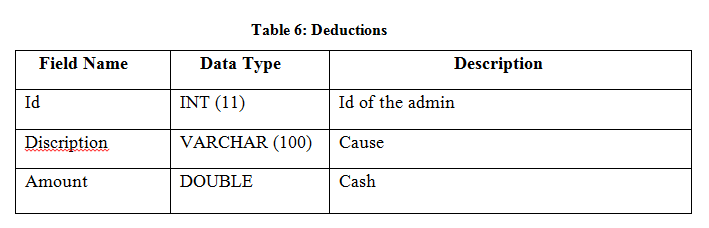 Table 6: Deductions
Field Name Data Type Description
Id INT (11) Id of the admin
Discription VARCHAR (100) Cause
Amount DOUBLE Cash